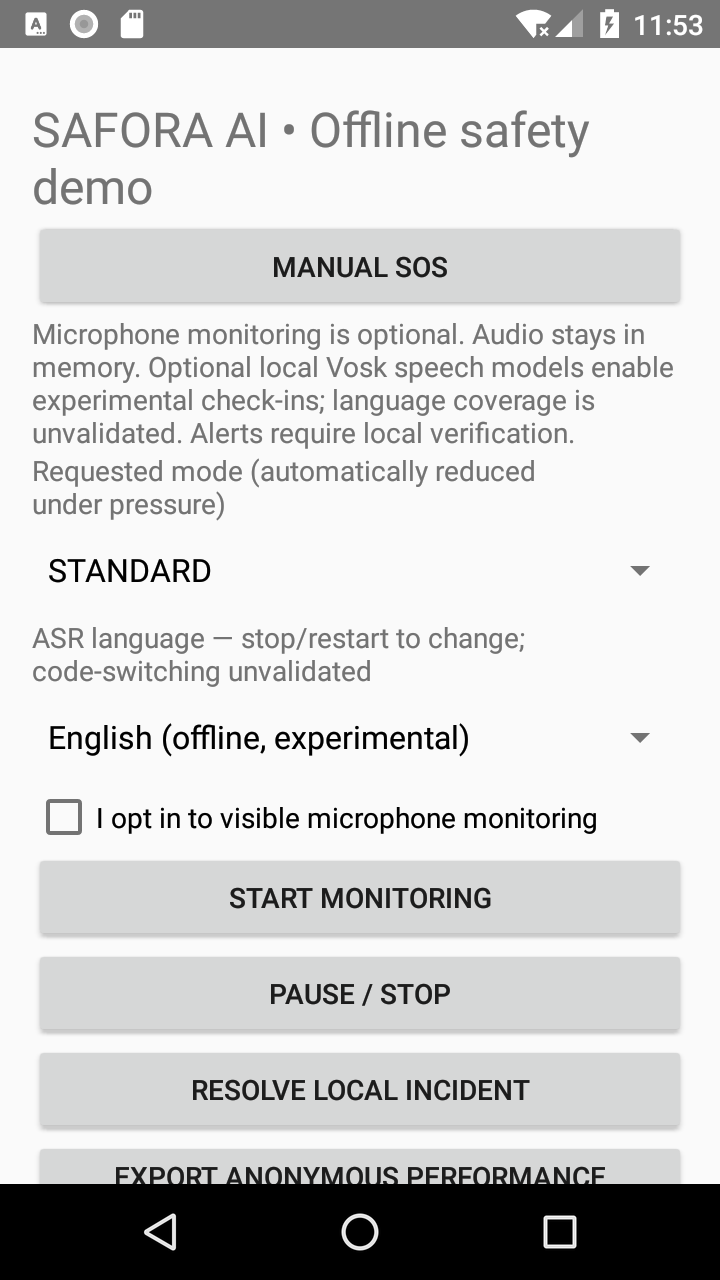 11:53
SAFORA AI • Offline safety
demo
MANUAL SOS
Microphone monitoring is optional. Audio stays in
memory. Optional local Vosk speech models enable
experimental check-ins; language coverage is
unvalidated. Alerts require local verification.
Requested mode (automatically reduced
under pressure)
STANDARD
ASR language — stop/restart to change;
code-switching unvalidated
English (offline, experimental)
I opt in to visible microphone monitoring
START MONITORING
PAUSE / STOP
RESOLVE LOCAL INCIDENT
EXPORT ANONYMOUS PERFORMANCE